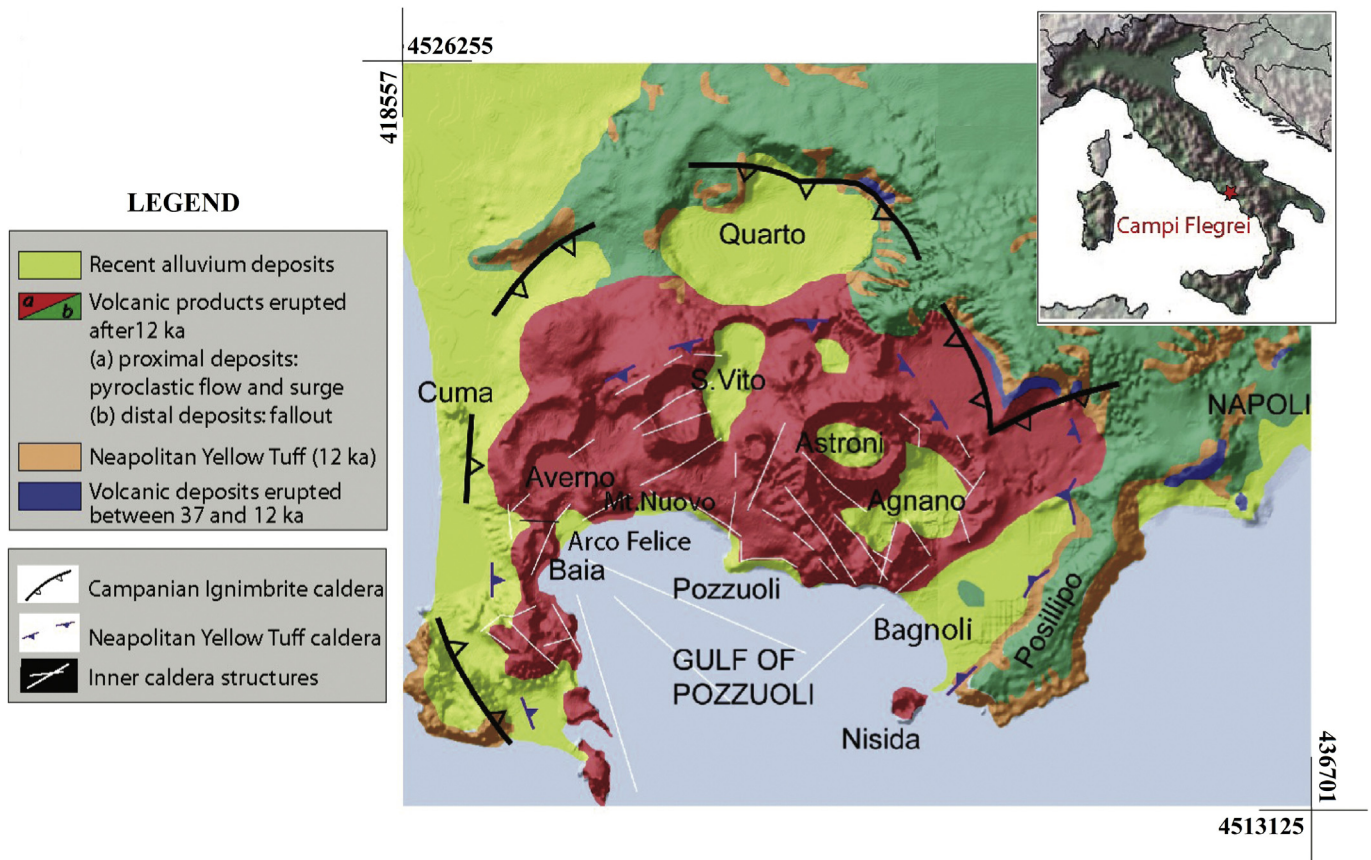 4526255
418557
LEGEND
Recent alluvium deposits
a
b
Volcanic products erupted
after12 ka
(a) proximal deposits:
pyroclastic flow and surge
(b) distal deposits: fallout
Neapolitan Yellow Tuff (12 ka)
Volcanic deposits erupted
between 37 and 12 ka
Campanian Ignimbrite caldera
Neapolitan Yellow Tuff caldera
Inner caldera structures
Campi Flegrei
Quarto
S.Vito
Cuma
NAPOLI
Astroni
Averno
Agnano
Mt.Nuovo
Arco Felice
Baia
Pozzuoli
Bagnoli
Posillipo
GULF OF
POZZUOLI
Nisida
436701
4513125